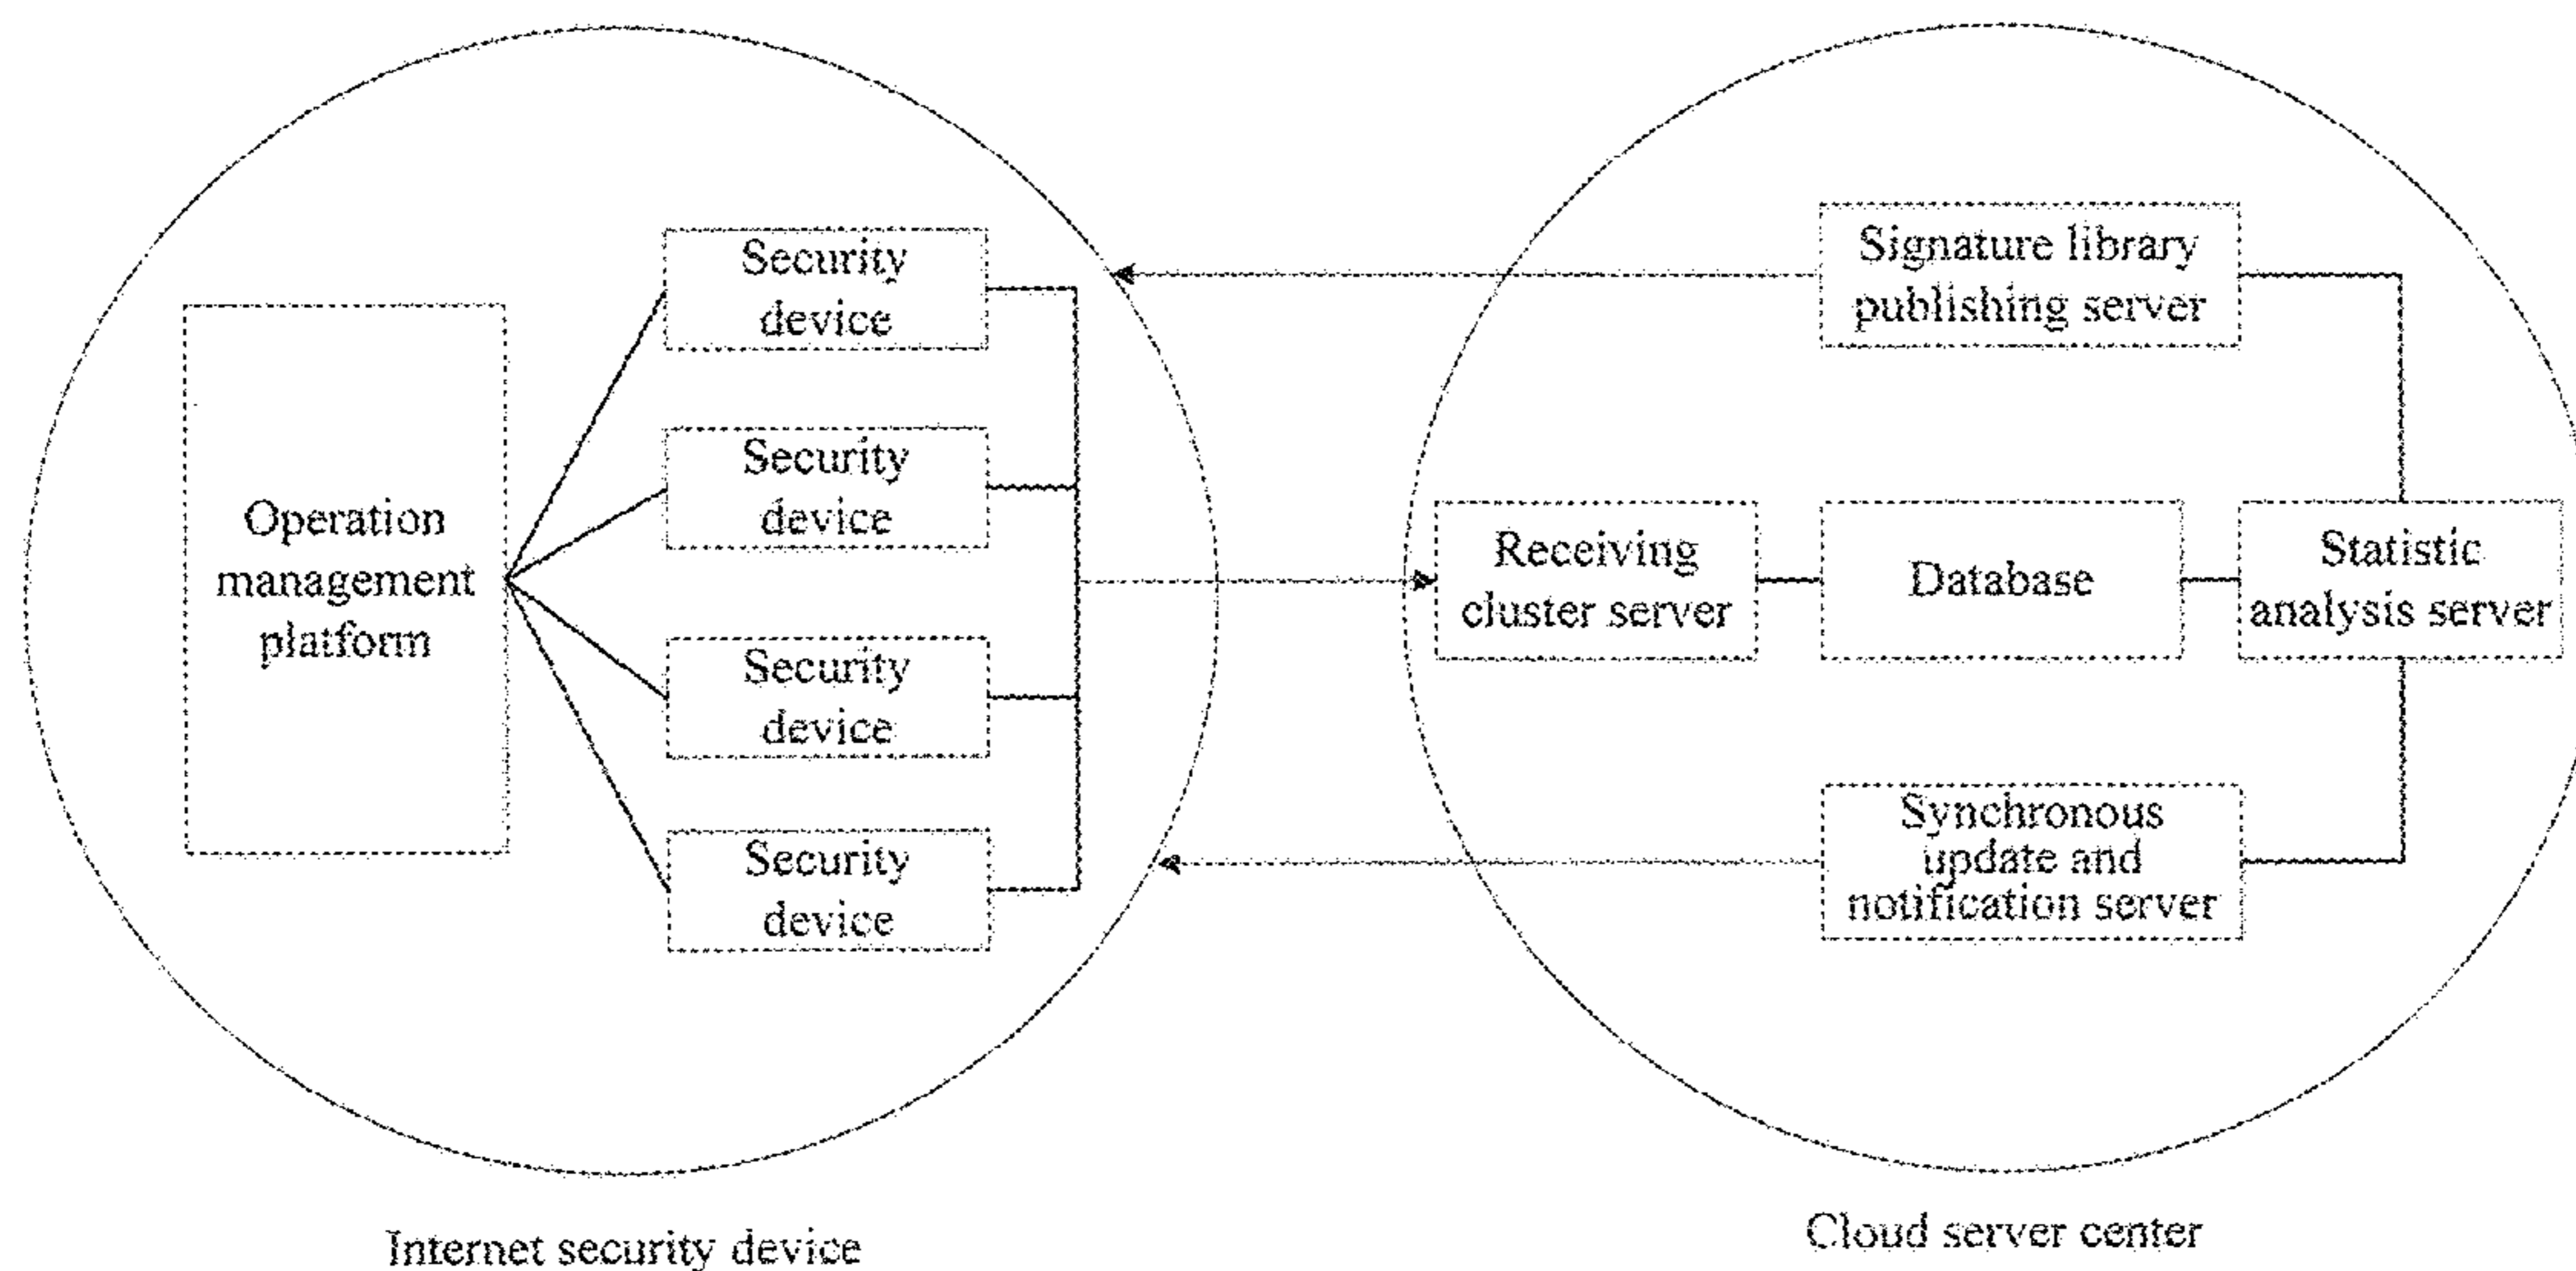 Operation
management
platform
Security
device
Security
device
Security
device
Security
device
Internet security device
Signature library
publishing server
Receiving
cluster server
Database
Statistic
analysis server
Synchronous
update and
notification server
Cloud server center